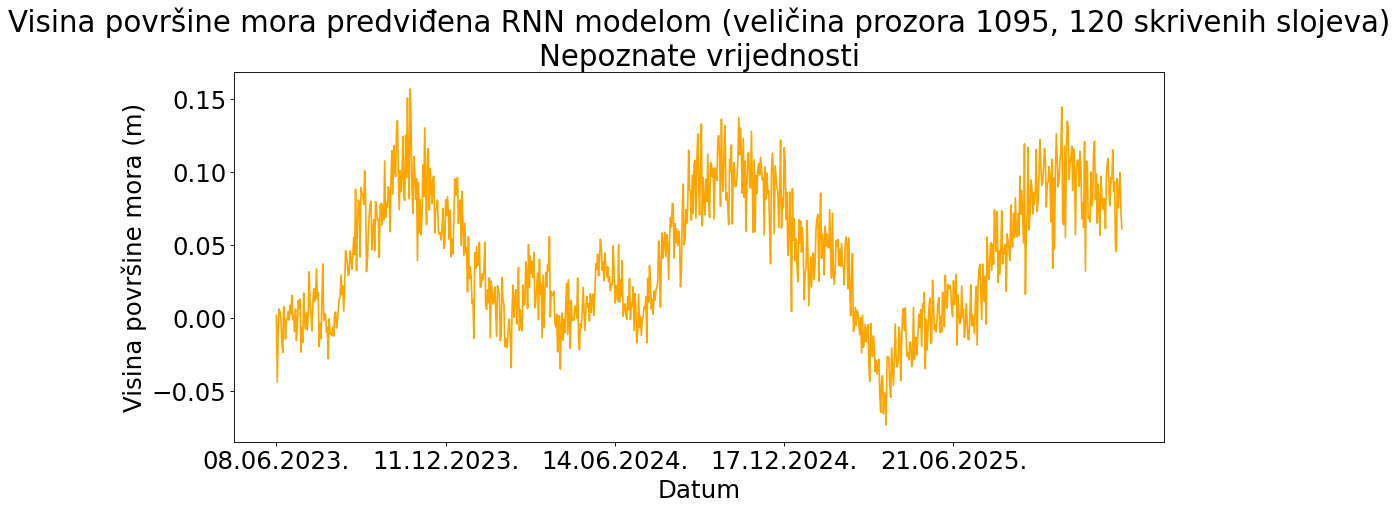 Visina površine mora predviđena RNN modelom (veličina prozora 1095, 120 skrivenih slojeva)
Nepoznate vrijednosti
Visina površine mora (m)
0.15
0.10
0.05
0.00
−0.05
08.06.2023. 11.12.2023. 14.06.2024. 17.12.2024. 21.06.2025.
Datum